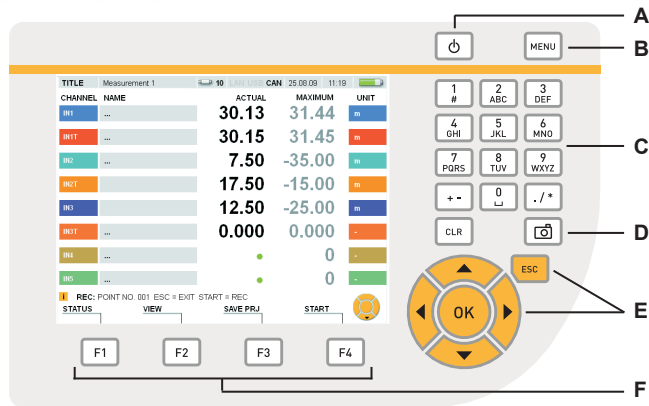 A
MENU
B
TITLE Measurement 1 10 LAN USB CAN 25.08.09 11:19
CHANNEL NAME ACTUAL MAXIMUM UNIT
IN1 ... 30.13 31.44 m
IN1T ... 30.15 31.45 m
IN2 ... 7.50 -35.00 m
IN2T ... 17.50 -15.00 m
IN3 ... 12.50 -25.00 m
IN3T ... 0.000 0.000 -
IN4 ... 0 -
IN5 ... 0 -
i REC: POINT NO. 001 ESC = EXIT START = REC
STATUS VIEW SAVE PRJ START
F1 F2 F3 F4
1 2 3
# ABC DEF
4 5 6
GHI JKL MNO
C
7 8 9
PQRS TUV WXYZ
+ - 0 ␣ . / *
CLR
D
ESC
OK
E
F